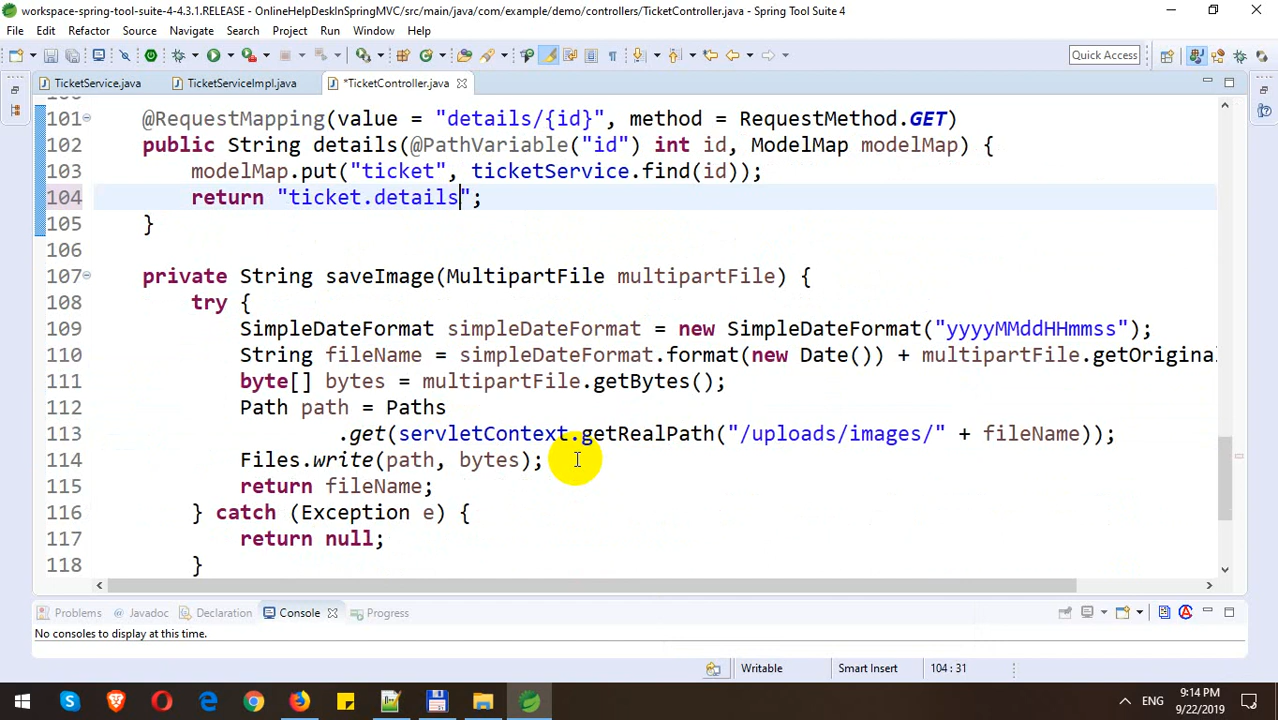 workspace-spring-tool-suite-4-4.3.1.RELEASE - OnlineHelpDeskInSpringMVC/src/main/java/com/example/demo/controllers/TicketController.java - Spring Tool Suite 4
File Edit Refactor Source Navigate Search Project Run Window Help
Quick Access
TicketService.java TicketServiceImpl.java *TicketController.java
101 @RequestMapping(value = "details/{id}", method = RequestMethod.GET)
102 public String details(@PathVariable("id") int id, ModelMap modelMap) {
103 modelMap.put("ticket", ticketService.find(id));
104 return "ticket.details";
105 }
106
107 private String saveImage(MultipartFile multipartFile) {
108 try {
109 SimpleDateFormat simpleDateFormat = new SimpleDateFormat("yyyyMMddHHmmss");
110 String fileName = simpleDateFormat.format(new Date()) + multipartFile.getOriginal
111 byte[] bytes = multipartFile.getBytes();
112 Path path = Paths
113 .get(servletContext.getRealPath("/uploads/images/" + fileName));
114 Files.write(path, bytes);
115 return fileName;
116 } catch (Exception e) {
117 return null;
118 }
Problems @ Javadoc Declaration Console Progress
No consoles to display at this time.
Writable Smart Insert 104 : 31
ENG 9:14 PM
9/22/2019